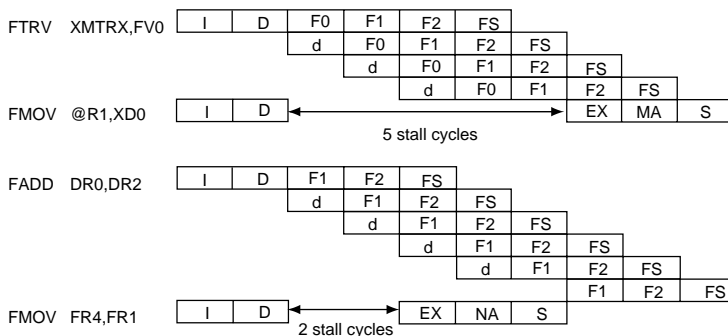 FTRV XMTRX,FV0 I D F0 F1 F2 FS
d F0 F1 F2 FS
d F0 F1 F2 FS
d F0 F1 F2 FS
FMOV @R1,XD0 I D EX MA S
5 stall cycles
FADD DR0,DR2 I D F1 F2 FS
d F1 F2 FS
d F1 F2 FS
d F1 F2 FS
d F1 F2 FS
F1 F2 FS
FMOV FR4,FR1 I D EX NA S
2 stall cycles